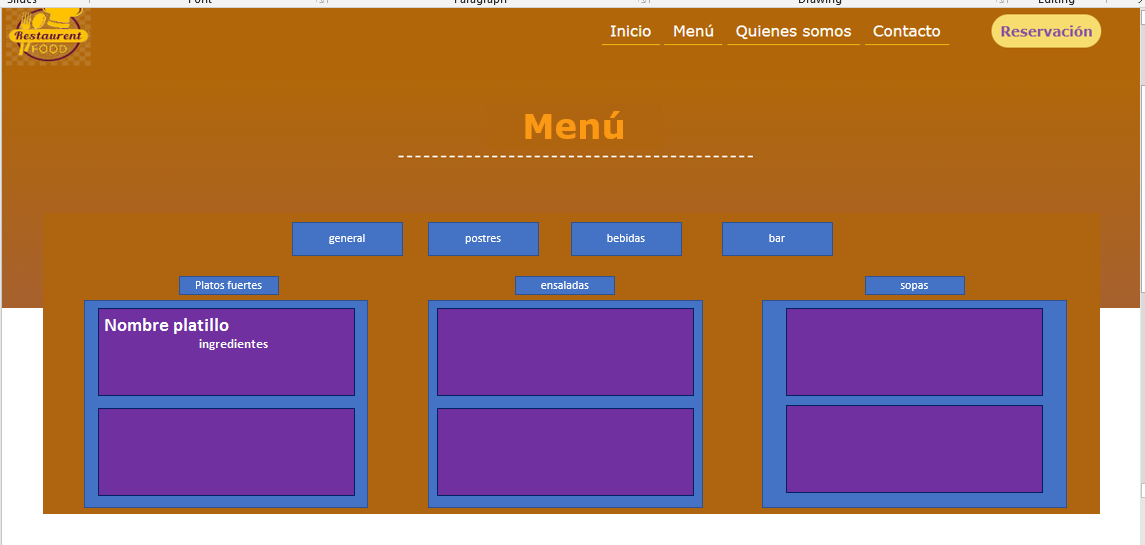 Slides Font Paragraph Drawing Editing
Restaurent
FOOD
Inicio Menú Quienes somos Contacto Reservación
Menú
general postres bebidas bar
Platos fuertes ensaladas sopas
Nombre platillo
ingredientes